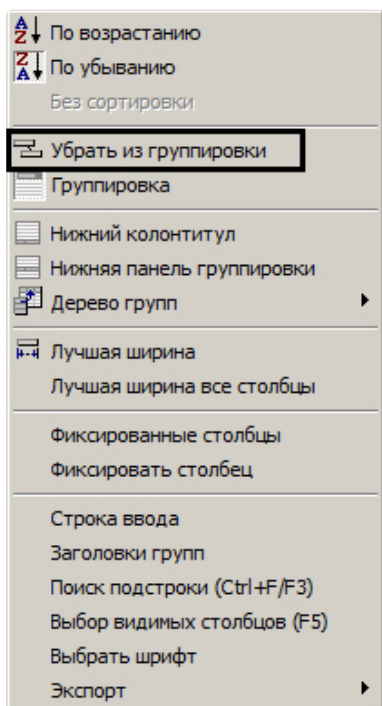 По возрастанию
По убыванию
Без сортировки
Убрать из группировки
Группировка
Нижний колонтитул
Нижняя панель группировки
Дерево групп
Лучшая ширина
Лучшая ширина все столбцы
Фиксированные столбцы
Фиксировать столбец
Строка ввода
Заголовки групп
Поиск подстроки (Ctrl+F/F3)
Выбор видимых столбцов (F5)
Выбрать шрифт
Экспорт